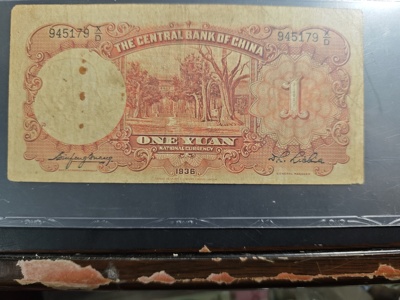 945179 X/D
945179 X/D
THE CENTRAL BANK OF CHINA
1
ONE YUAN
NATIONAL CURRENCY
1936